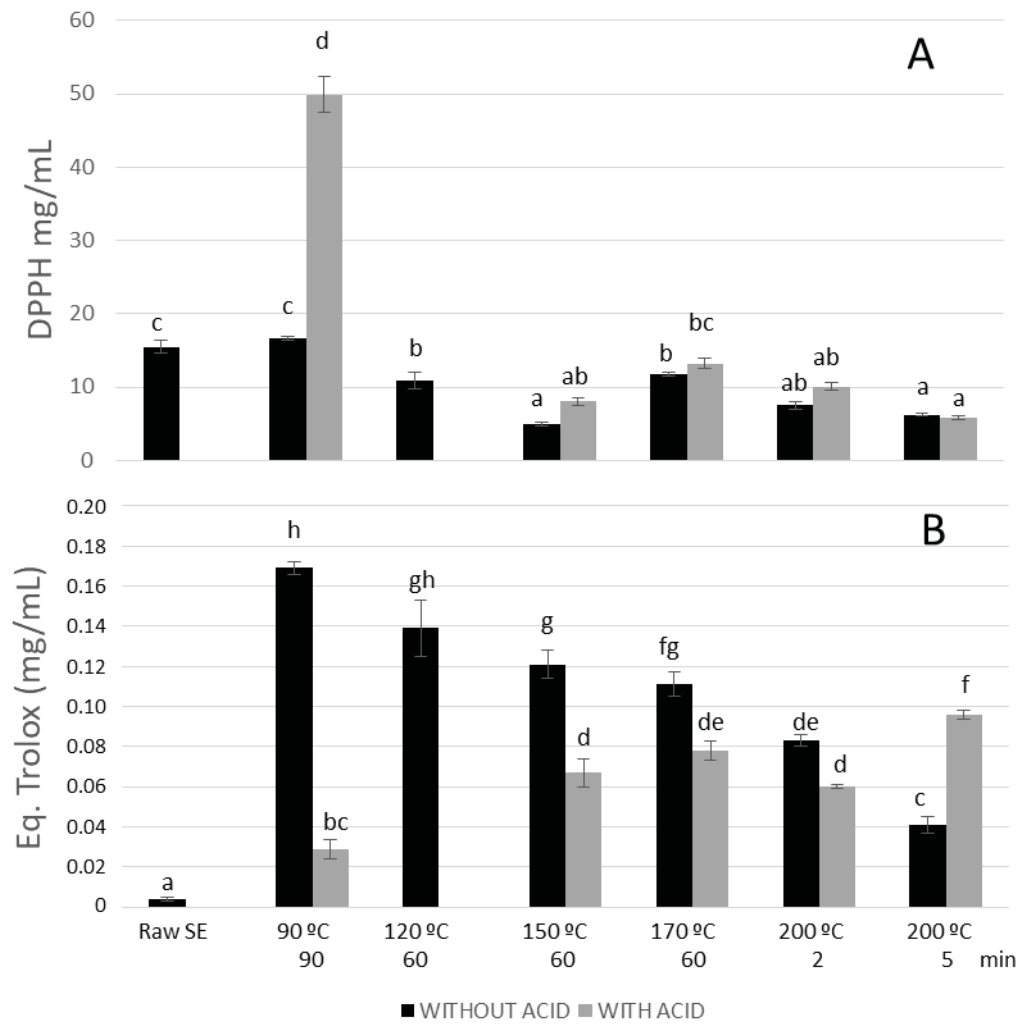 60
A
d
50
40
DPPH mg/mL
30
20
c
c
b
b
bc
a
ab
ab
ab
a
a
10
0
0.20
B
0.18
h
0.16
gh
0.14
g
fg
0.12
f
0.10
Eq. Trolox (mg/mL)
d
de
de
d
0.08
0.06
c
0.04
bc
0.02
a
0
Raw SE 90 ºC 120 ºC 150 ºC 170 ºC 200 ºC 200 ºC
90 60 60 60 2 5 min
WITHOUT ACID WITH ACID